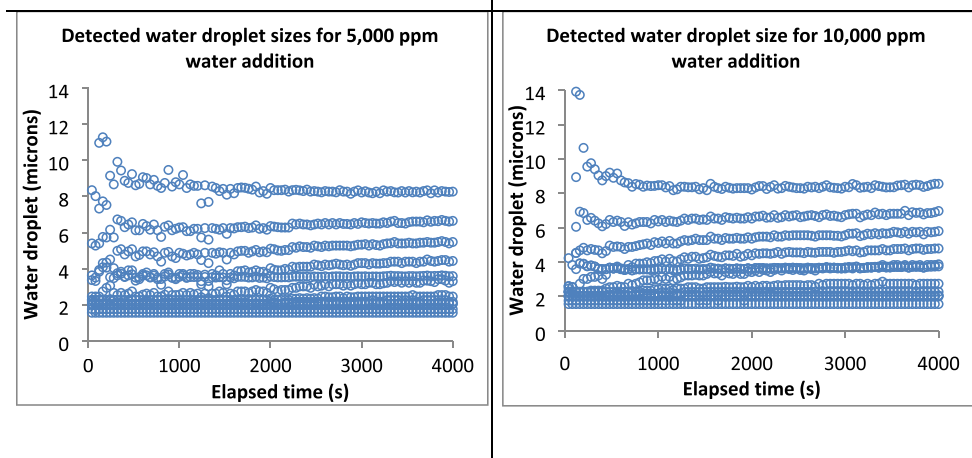 Detected water droplet sizes for 5,000 ppm
water addition
14
12
10
8
6
4
2
0
Water droplet (microns)
0 1000 2000 3000 4000
Elapsed time (s)
Detected water droplet size for 10,000 ppm
water addition
14
12
10
8
6
4
2
0
Water droplet (microns)
0 1000 2000 3000 4000
Elapsed time (s)